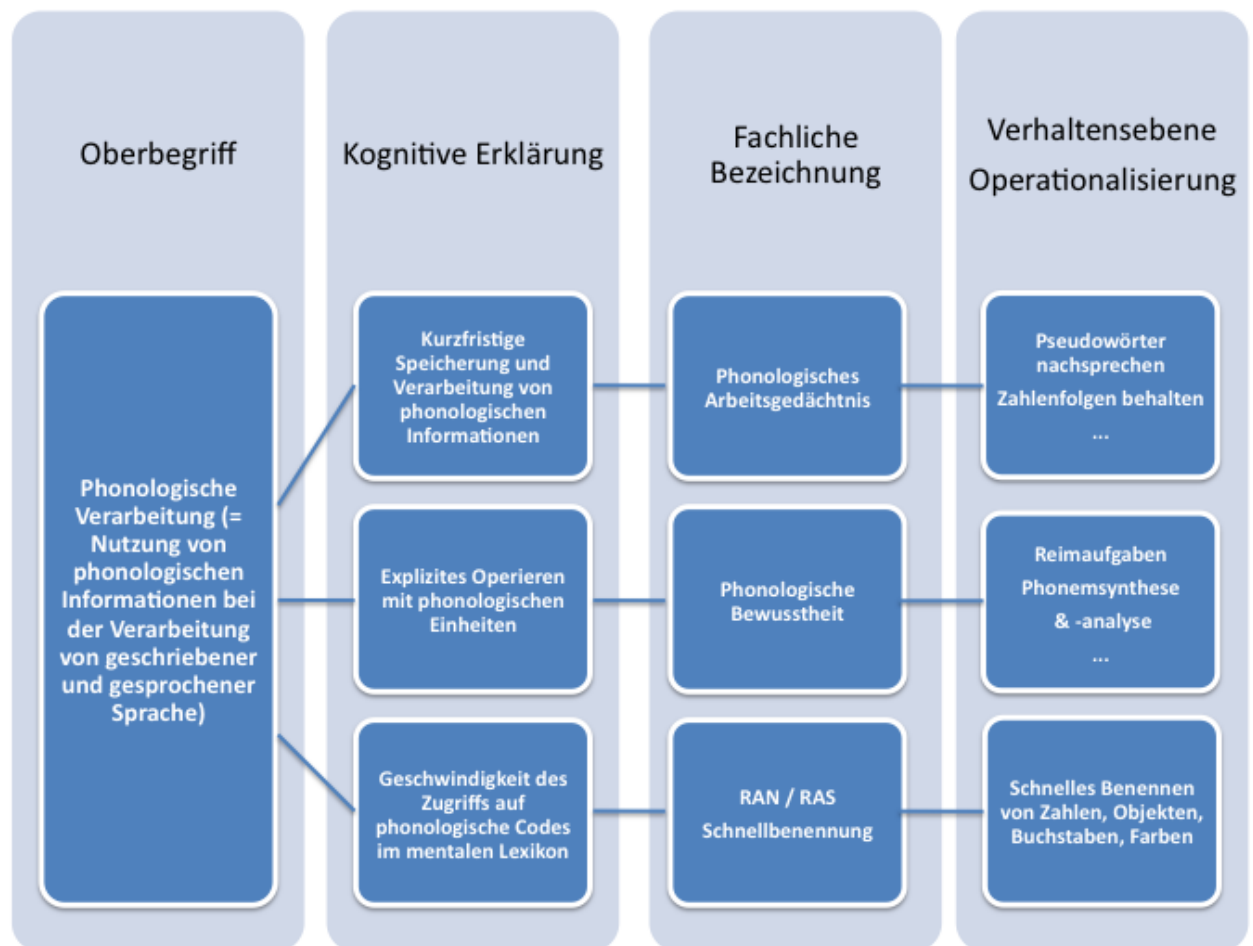 Oberbegriff
Kognitive Erklärung
Fachliche
Bezeichnung
Verhaltensebene
Operationalisierung
Phonologische
Verarbeitung (=
Nutzung von
phonologischen
Informationen bei
der Verarbeitung
von geschriebener
und gesprochener
Sprache)
Kurzfristige
Speicherung und
Verarbeitung von
phonologischen
Informationen
Phonologisches
Arbeitsgedächtnis
Pseudowörter
nachsprechen
Zahlenfolgen behalten
...
Explizites Operieren
mit phonologischen
Einheiten
Phonologische
Bewusstheit
Reimaufgaben
Phonemsynthese
& -analyse
...
Geschwindigkeit des
Zugriffs auf
phonologische Codes
im mentalen Lexikon
RAN / RAS
Schnellbenennung
Schnelles Benennen
von Zahlen, Objekten,
Buchstaben, Farben